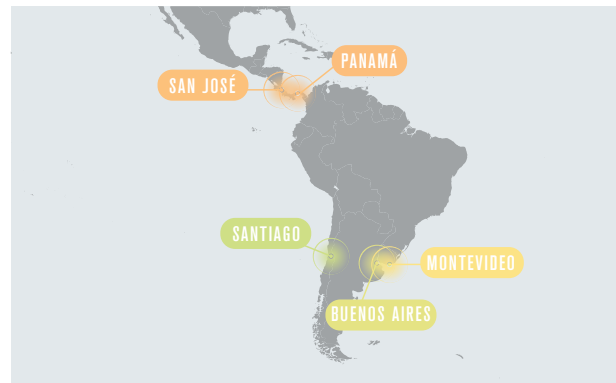 PANAMÁ
SAN JOSÉ
SANTIAGO
MONTEVIDEO
BUENOS AIRES